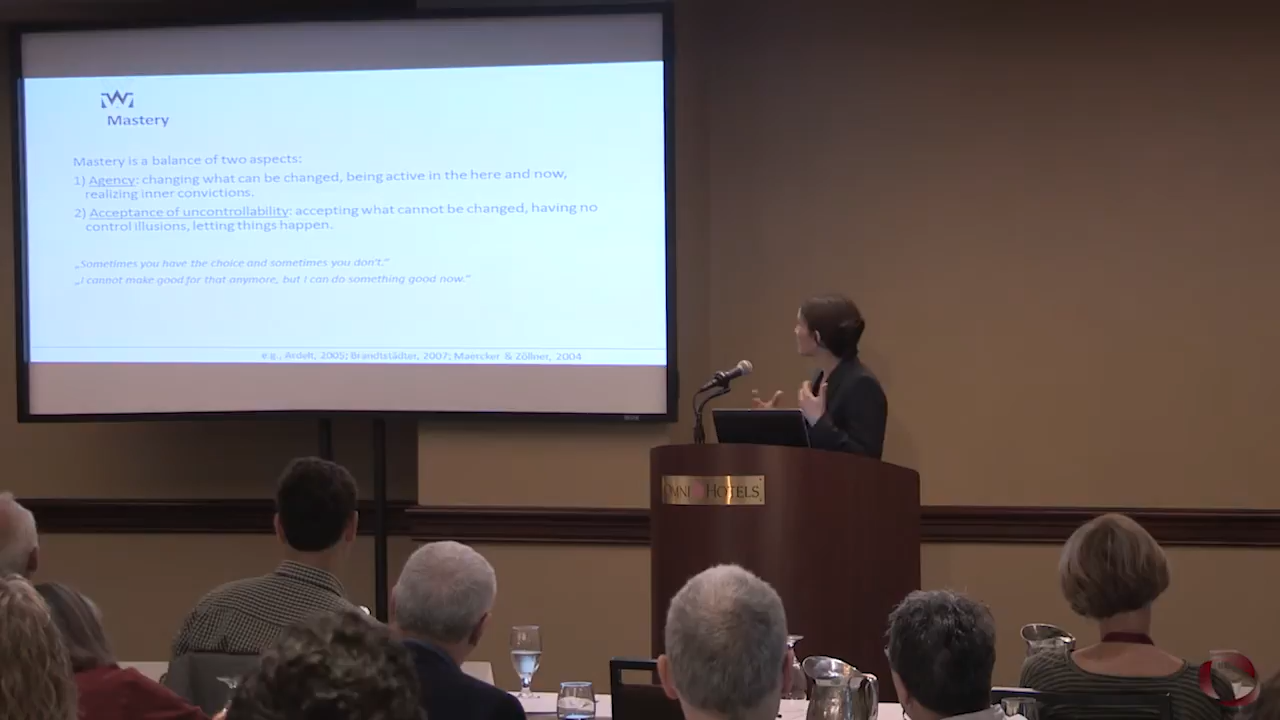 Mastery
Mastery is a balance of two aspects:
1) Agency: changing what can be changed, being active in the here and now,
realizing inner convictions.
2) Acceptance of uncontrollability: accepting what cannot be changed, having no
control illusions, letting things happen.
„Sometimes you have the choice and sometimes you don't.“
„I cannot make good for that anymore, but I can do something good now.“
e.g., Ardelt, 2005; Brandtstädter, 2007; Maercker & Zöllner, 2004
OMNI HOTELS